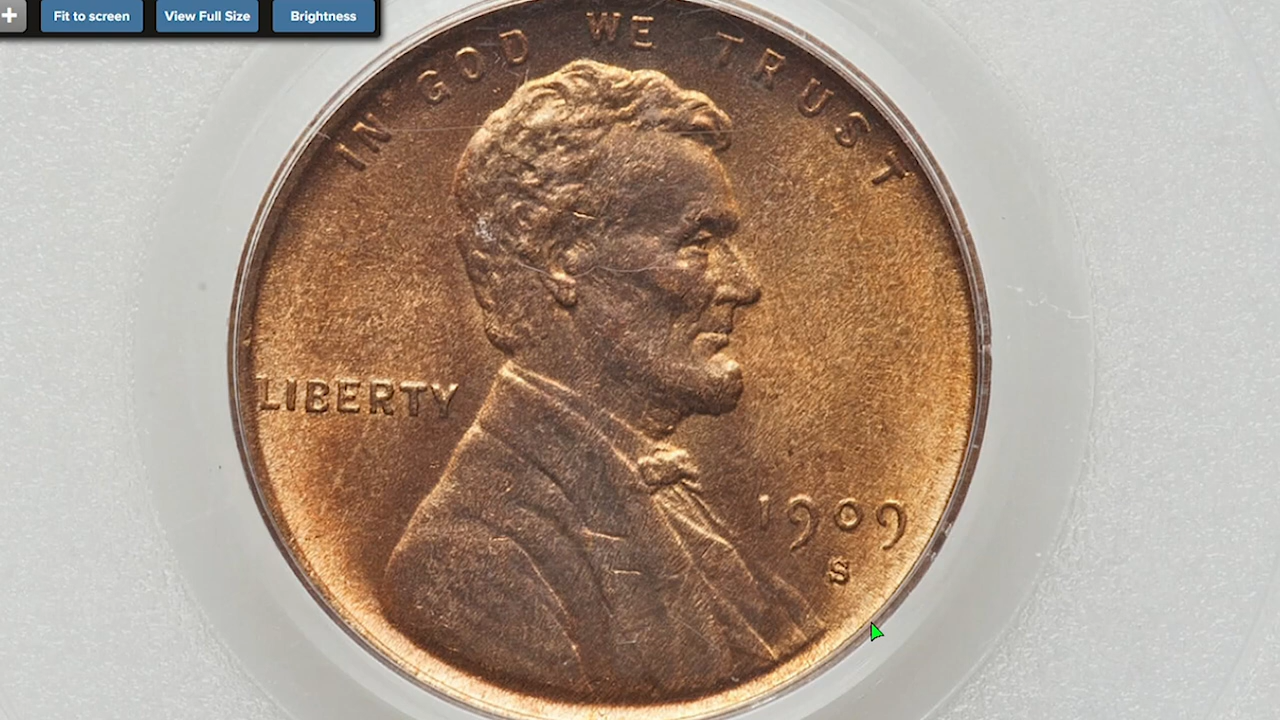 Fit to screen
View Full Size
Brightness
IN GOD WE TRUST
LIBERTY
1909
S